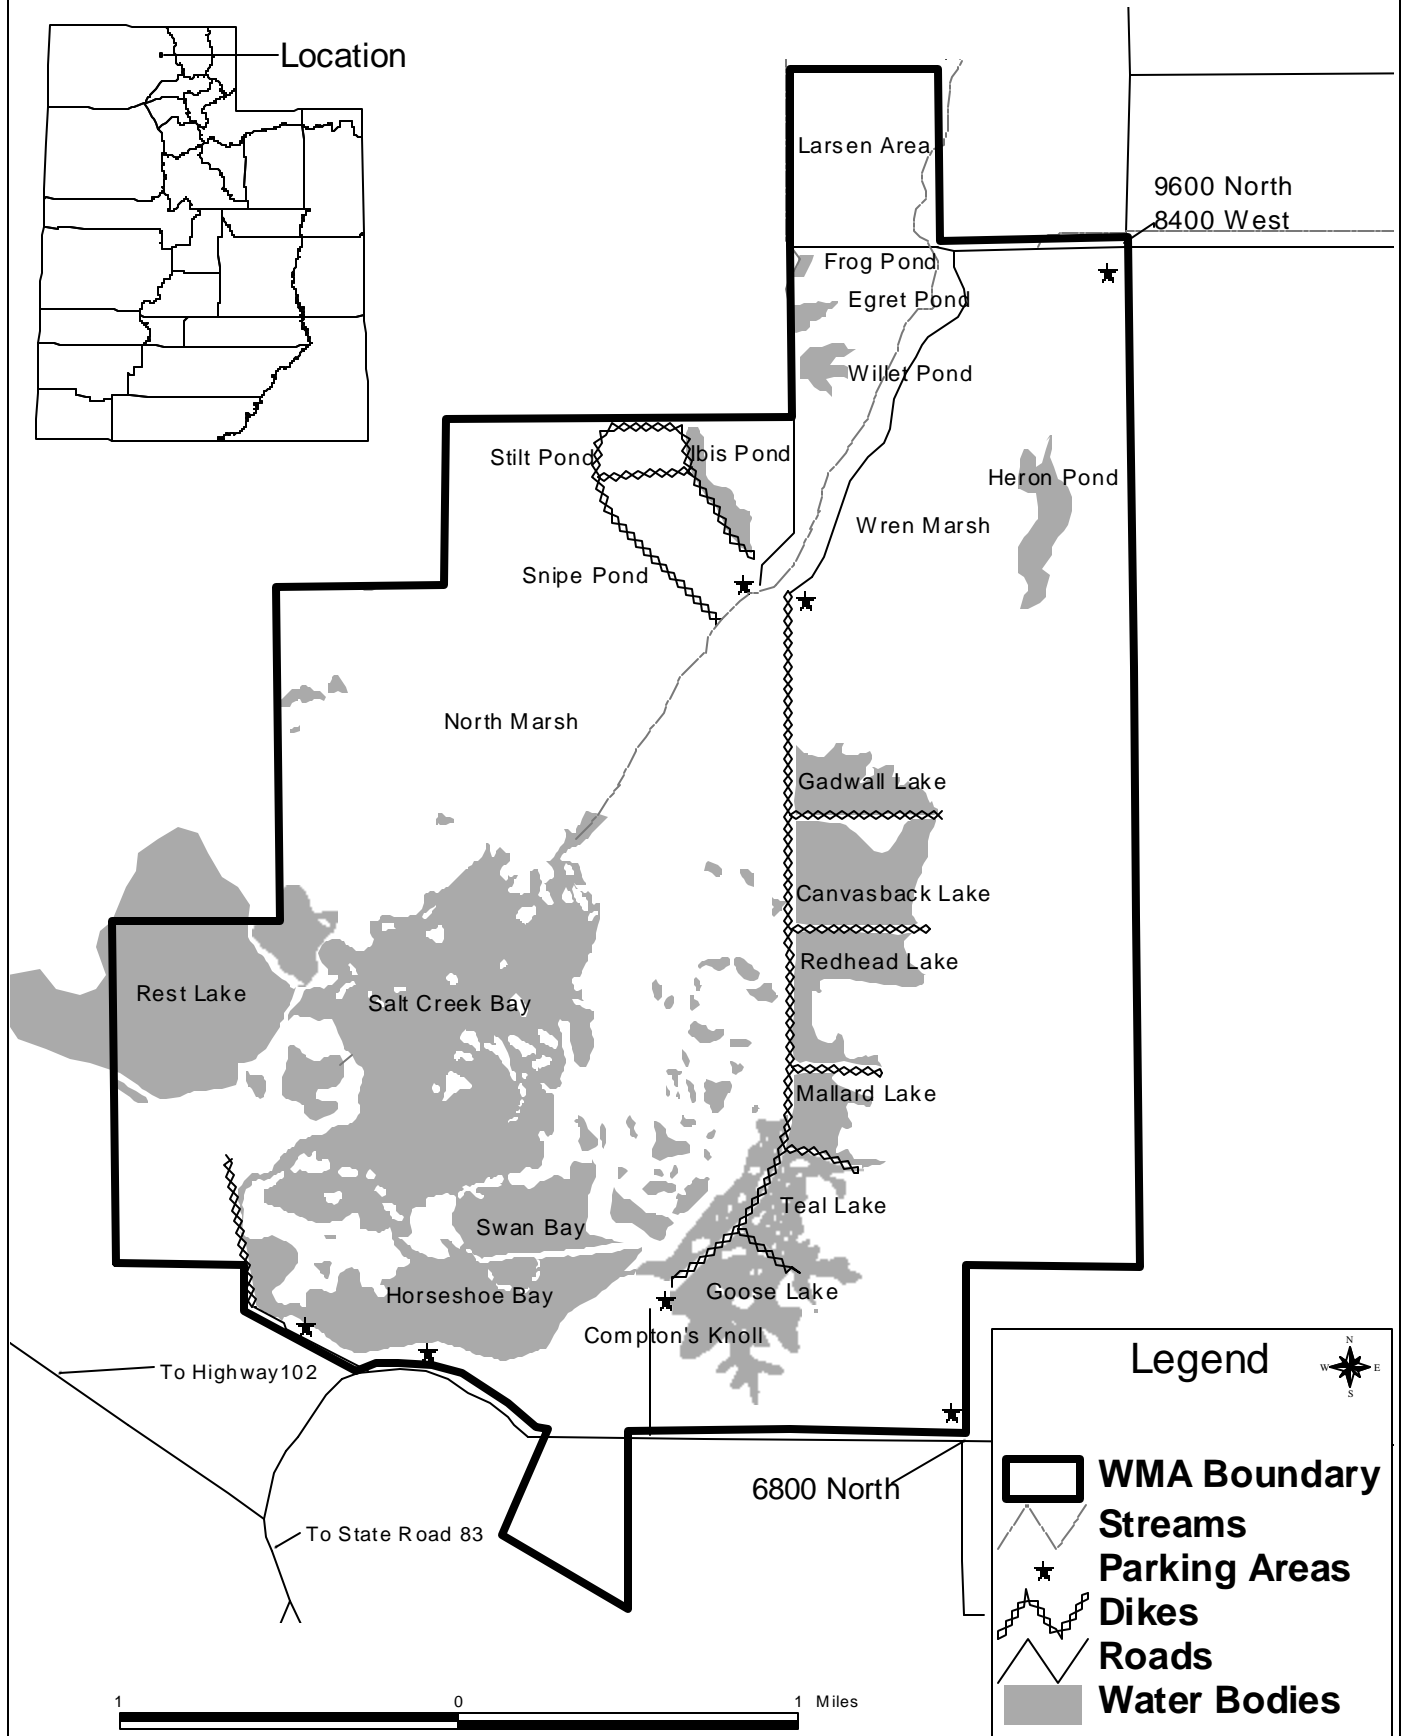 Location
Larsen Area
9600 North
8400 West
Frog Pond
Egret Pond
Willet Pond
Stilt Pond
Ibis Pond
Heron Pond
Wren Marsh
Snipe Pond
North Marsh
Gadwall Lake
Canvasback Lake
Redhead Lake
Rest Lake
Salt Creek Bay
Mallard Lake
Teal Lake
Swan Bay
Goose Lake
Horseshoe Bay
Compton's Knoll
To Highway102
6800 North
To State Road 83
Legend
N
W
E
S
WMA Boundary
Streams
Parking Areas
Dikes
Roads
Water Bodies
1 0 1 Miles